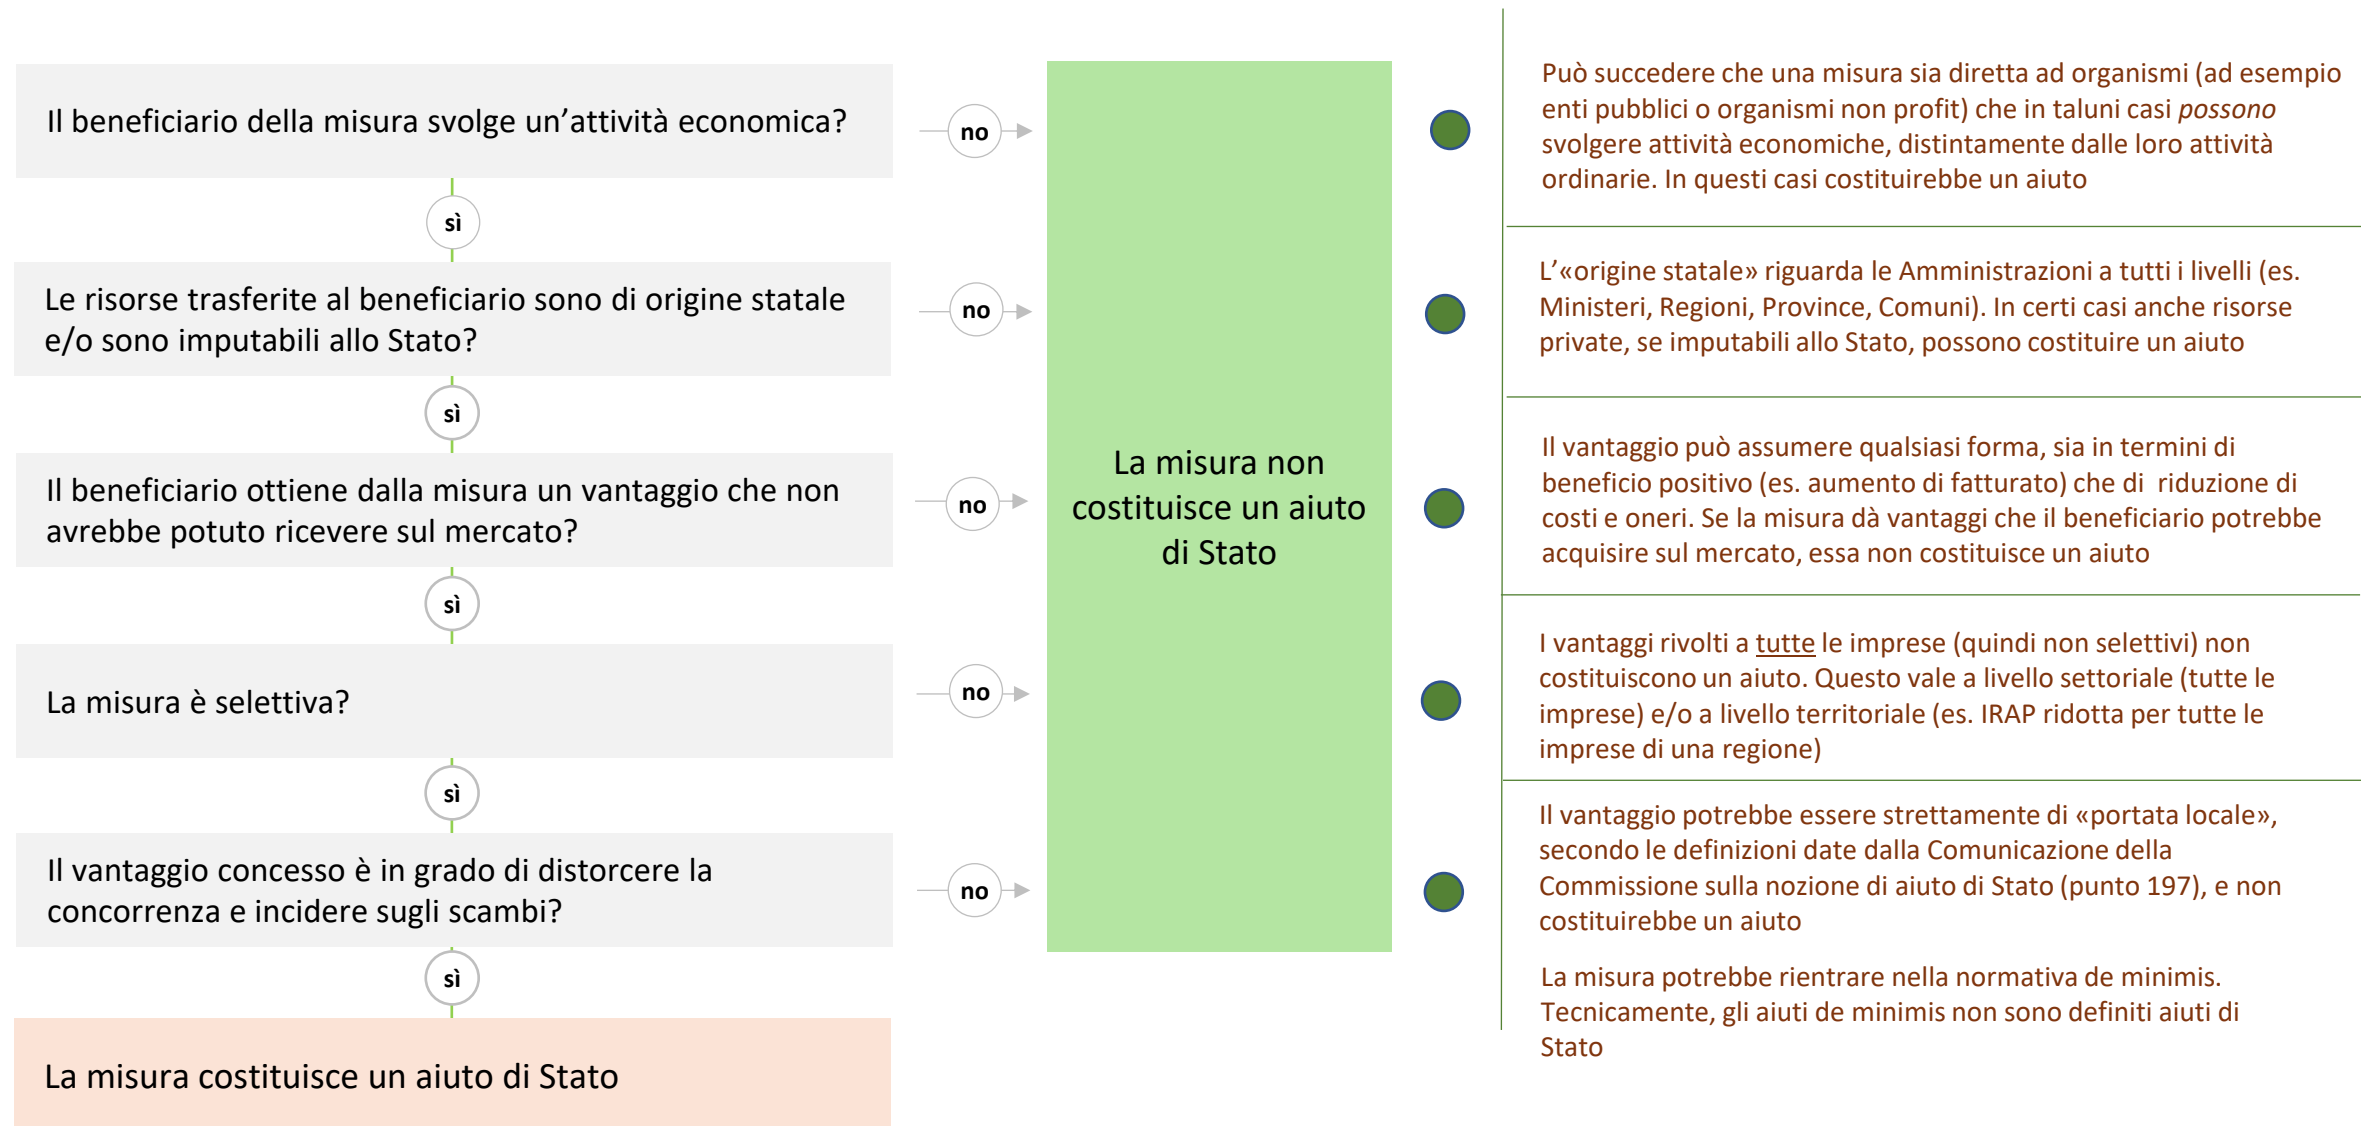 Il beneficiario della misura svolge un’attività economica?
no
sì
Le risorse trasferite al beneficiario sono di origine statale
e/o sono imputabili allo Stato?
no
sì
Il beneficiario ottiene dalla misura un vantaggio che non
avrebbe potuto ricevere sul mercato?
no
sì
La misura è selettiva?
no
sì
Il vantaggio concesso è in grado di distorcere la
concorrenza e incidere sugli scambi?
no
sì
La misura costituisce un aiuto di Stato
La misura non
costituisce un aiuto
di Stato
Può succedere che una misura sia diretta ad organismi (ad esempio
enti pubblici o organismi non profit) che in taluni casi possono
svolgere attività economiche, distintamente dalle loro attività
ordinarie. In questi casi costituirebbe un aiuto
L’«origine statale» riguarda le Amministrazioni a tutti i livelli (es.
Ministeri, Regioni, Province, Comuni). In certi casi anche risorse
private, se imputabili allo Stato, possono costituire un aiuto
Il vantaggio può assumere qualsiasi forma, sia in termini di
beneficio positivo (es. aumento di fatturato) che di riduzione di
costi e oneri. Se la misura dà vantaggi che il beneficiario potrebbe
acquisire sul mercato, essa non costituisce un aiuto
I vantaggi rivolti a tutte le imprese (quindi non selettivi) non
costituiscono un aiuto. Questo vale a livello settoriale (tutte le
imprese) e/o a livello territoriale (es. IRAP ridotta per tutte le
imprese di una regione)
Il vantaggio potrebbe essere strettamente di «portata locale»,
secondo le definizioni date dalla Comunicazione della
Commissione sulla nozione di aiuto di Stato (punto 197), e non
costituirebbe un aiuto
La misura potrebbe rientrare nella normativa de minimis.
Tecnicamente, gli aiuti de minimis non sono definiti aiuti di
Stato